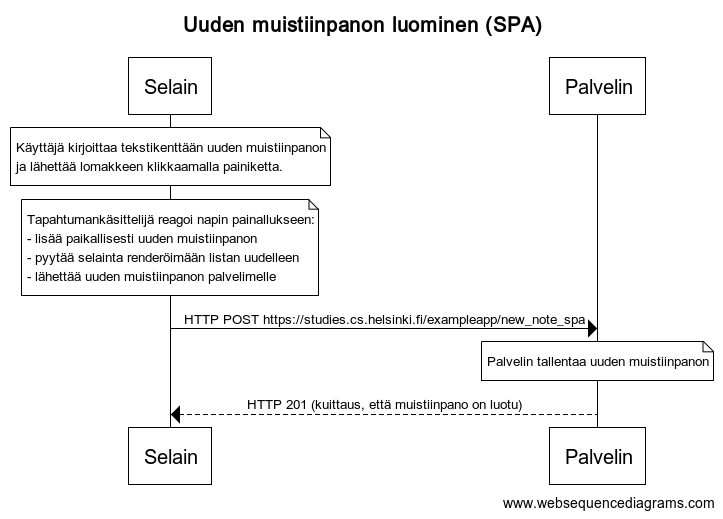 Uuden muistiinpanon luominen (SPA)
Selain
Palvelin
Käyttäjä kirjoittaa tekstikenttään uuden muistiinpanon
ja lähettää lomakkeen klikkaamalla painiketta.
Tapahtumankäsittelijä reagoi napin painallukseen:
- lisää paikallisesti uuden muistiinpanon
- pyytää selainta renderöimään listan uudelleen
- lähettää uuden muistiinpanon palvelimelle
HTTP POST https://studies.cs.helsinki.fi/exampleapp/new_note_spa
Palvelin tallentaa uuden muistiinpanon
HTTP 201 (kuittaus, että muistiinpano on luotu)
Selain
Palvelin
www.websequencediagrams.com